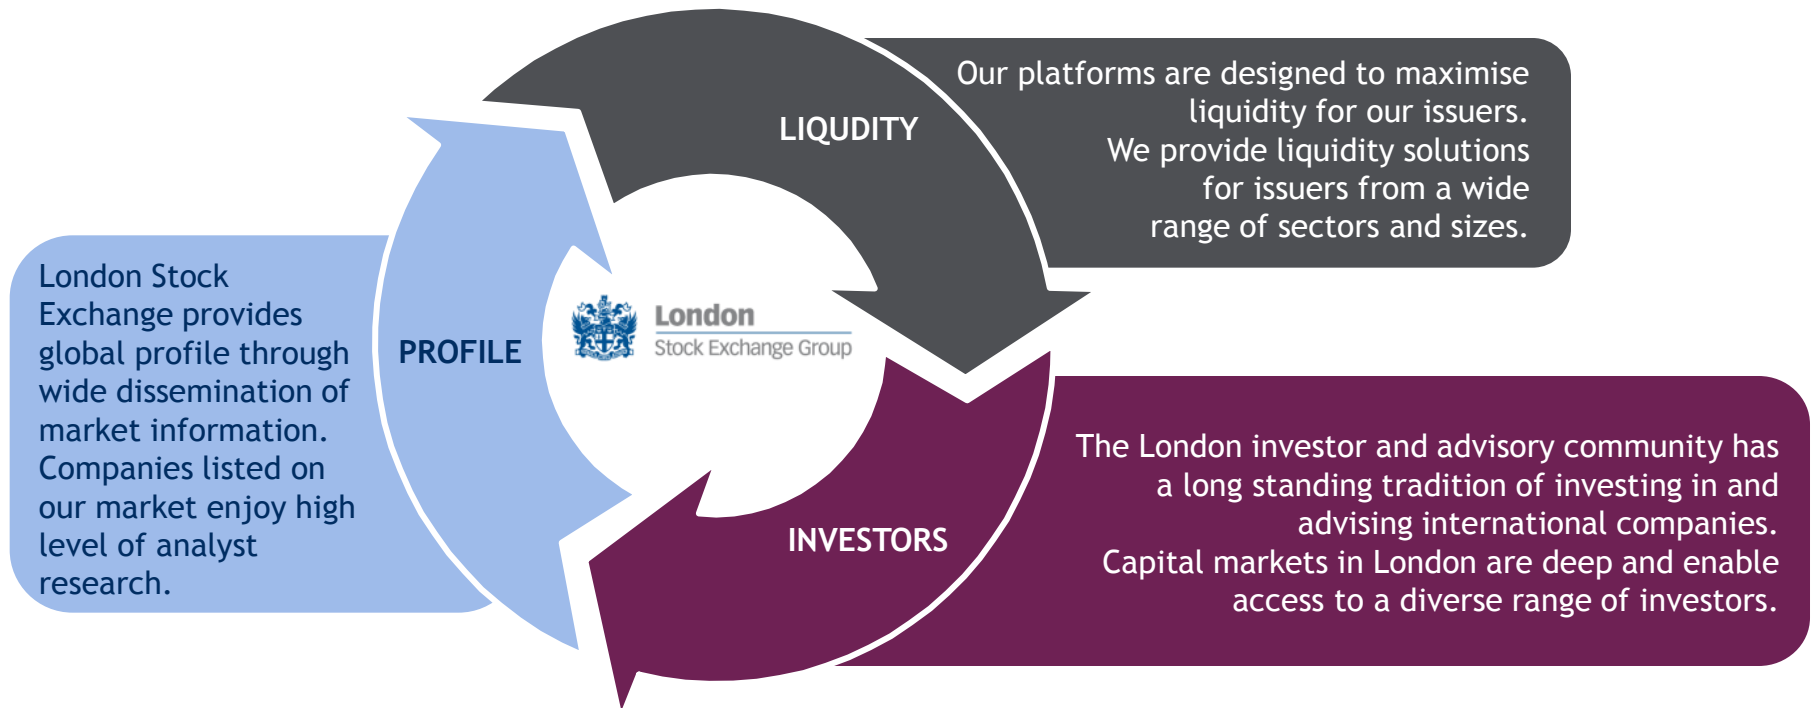 LIQUDITY
Our platforms are designed to maximise
liquidity for our issuers.
We provide liquidity solutions
for issuers from a wide
range of sectors and sizes.
London Stock
Exchange provides
global profile through
wide dissemination of
market information.
Companies listed on
our market enjoy high
level of analyst
research.
PROFILE
London
Stock Exchange Group
INVESTORS
The London investor and advisory community has
a long standing tradition of investing in and
advising international companies.
Capital markets in London are deep and enable
access to a diverse range of investors.